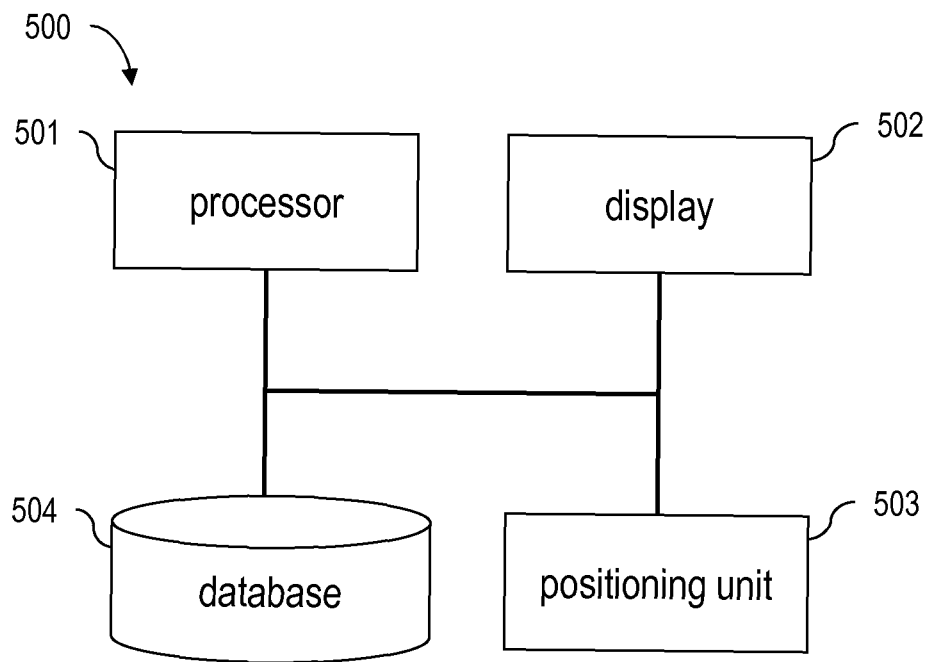 500
501
processor
502
display
504
database
503
positioning unit